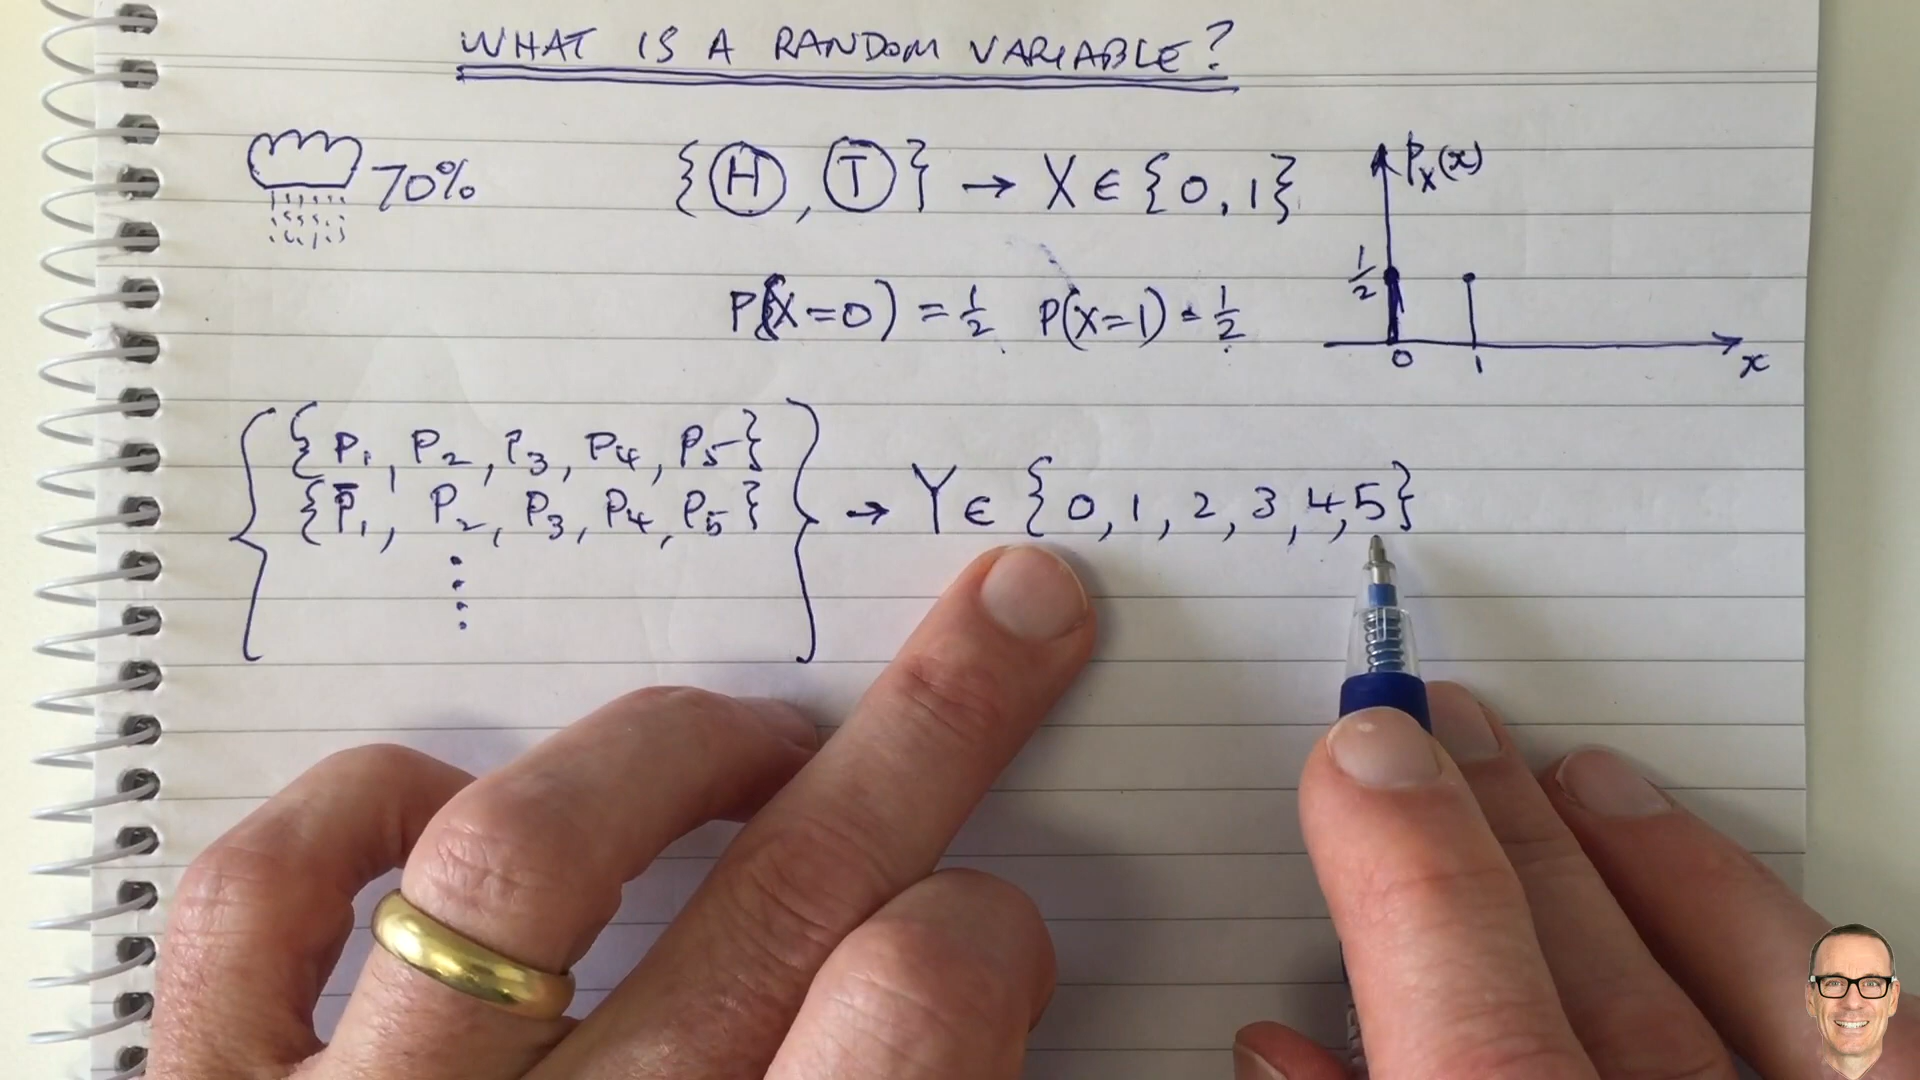 WHAT IS A RANDOM VARIABLE?
70%
{H, T} → X ∈ {0, 1}
P(X=0) = 1/2 P(X=1) = 1/2
p_X(x)
1/2
0 1 x
{P₁, P₂, P₃, P₄, P₅}
{P̄₁, P₂, P₃, P₄, P₅} → Y ∈ {0, 1, 2, 3, 4, 5}
⋮